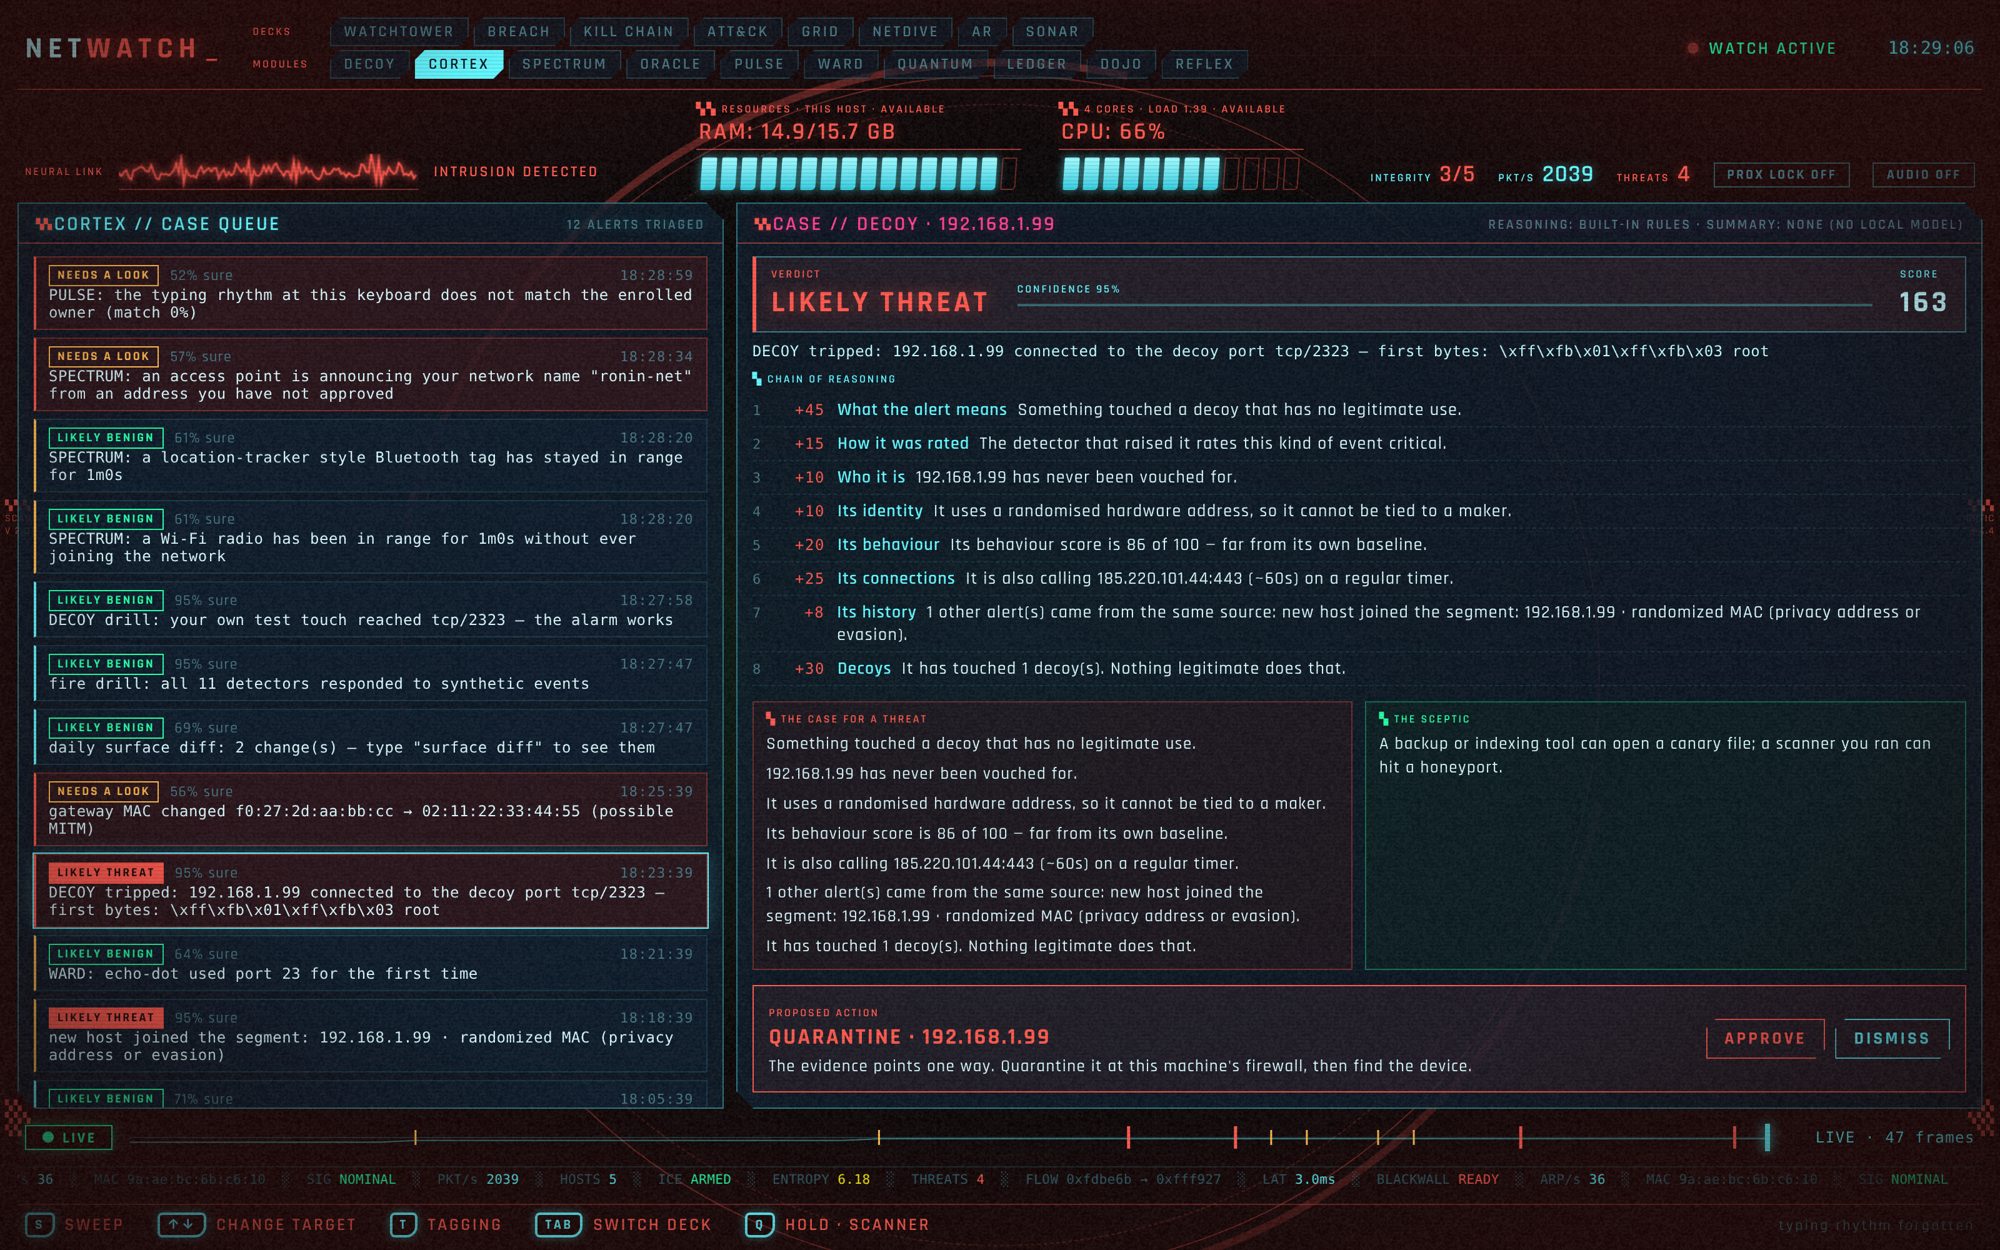 NETWATCH_
DECKS
WATCHTOWER BREACH KILL CHAIN ATT&CK GRID NETDIVE AR SONAR
MODULES
DECOY CORTEX SPECTRUM ORACLE PULSE WARD QUANTUM LEDGER DOJO REFLEX
WATCH ACTIVE 18:29:06
NEURAL LINK INTRUSION DETECTED
RESOURCES · THIS HOST · AVAILABLE
RAM: 14.9/15.7 GB
4 CORES · LOAD 1.39 · AVAILABLE
CPU: 66%
INTEGRITY 3/5 PKT/S 2039 THREATS 4 PROX LOCK OFF AUDIO OFF
CORTEX // CASE QUEUE 12 ALERTS TRIAGED
NEEDS A LOOK 52% sure 18:28:59
PULSE: the typing rhythm at this keyboard does not match the enrolled
owner (match 0%)
NEEDS A LOOK 57% sure 18:28:34
SPECTRUM: an access point is announcing your network name "ronin-net"
from an address you have not approved
LIKELY BENIGN 61% sure 18:28:20
SPECTRUM: a location-tracker style Bluetooth tag has stayed in range
for 1m0s
LIKELY BENIGN 61% sure 18:28:20
SPECTRUM: a Wi-Fi radio has been in range for 1m0s without ever
joining the network
LIKELY BENIGN 95% sure 18:27:58
DECOY drill: your own test touch reached tcp/2323 — the alarm works
LIKELY BENIGN 95% sure 18:27:47
fire drill: all 11 detectors responded to synthetic events
LIKELY BENIGN 69% sure 18:27:47
daily surface diff: 2 change(s) — type "surface diff" to see them
NEEDS A LOOK 56% sure 18:25:39
gateway MAC changed f0:27:2d:aa:bb:cc → 02:11:22:33:44:55 (possible
MITM)
LIKELY THREAT 95% sure 18:23:39
DECOY tripped: 192.168.1.99 connected to the decoy port tcp/2323 —
first bytes: \xff\xfb\x01\xff\xfb\x03 root
LIKELY BENIGN 64% sure 18:21:39
WARD: echo-dot used port 23 for the first time
LIKELY THREAT 95% sure 18:18:39
new host joined the segment: 192.168.1.99 · randomized MAC (privacy
address or evasion)
LIKELY BENIGN 71% sure 18:05:39
CASE // DECOY · 192.168.1.99 REASONING: BUILT-IN RULES · SUMMARY: NONE (NO LOCAL MODEL)
VERDICT
LIKELY THREAT
CONFIDENCE 95%
SCORE
163
DECOY tripped: 192.168.1.99 connected to the decoy port tcp/2323 — first bytes: \xff\xfb\x01\xff\xfb\x03 root
CHAIN OF REASONING
1 +45 What the alert means Something touched a decoy that has no legitimate use.
2 +15 How it was rated The detector that raised it rates this kind of event critical.
3 +10 Who it is 192.168.1.99 has never been vouched for.
4 +10 Its identity It uses a randomised hardware address, so it cannot be tied to a maker.
5 +20 Its behaviour Its behaviour score is 86 of 100 — far from its own baseline.
6 +25 Its connections It is also calling 185.220.101.44:443 (~60s) on a regular timer.
7 +8 Its history 1 other alert(s) came from the same source: new host joined the segment: 192.168.1.99 · randomized MAC (privacy address or
evasion).
8 +30 Decoys It has touched 1 decoy(s). Nothing legitimate does that.
THE CASE FOR A THREAT
Something touched a decoy that has no legitimate use.
192.168.1.99 has never been vouched for.
It uses a randomised hardware address, so it cannot be tied to a maker.
Its behaviour score is 86 of 100 — far from its own baseline.
It is also calling 185.220.101.44:443 (~60s) on a regular timer.
1 other alert(s) came from the same source: new host joined the
segment: 192.168.1.99 · randomized MAC (privacy address or evasion).
It has touched 1 decoy(s). Nothing legitimate does that.
THE SCEPTIC
A backup or indexing tool can open a canary file; a scanner you ran can
hit a honeyport.
PROPOSED ACTION
QUARANTINE · 192.168.1.99
The evidence points one way. Quarantine it at this machine's firewall, then find the device.
APPROVE DISMISS
LIVE LIVE · 47 frames
36 MAC 9a:ae:bc:6b:c6:10 SIG NOMINAL PKT/s 2039 HOSTS 5 ICE ARMED ENTROPY 6.18 THREATS 4 FLOW 0xfdbe6b → 0xfff927 LAT 3.0ms BLACKWALL READY ARP/s 36 MAC 9a:ae:bc:6b:c6:10 SIG NOMINAL
S SWEEP ↑↓ CHANGE TARGET T TAGGING TAB SWITCH DECK Q HOLD · SCANNER
typing rhythm forgotten